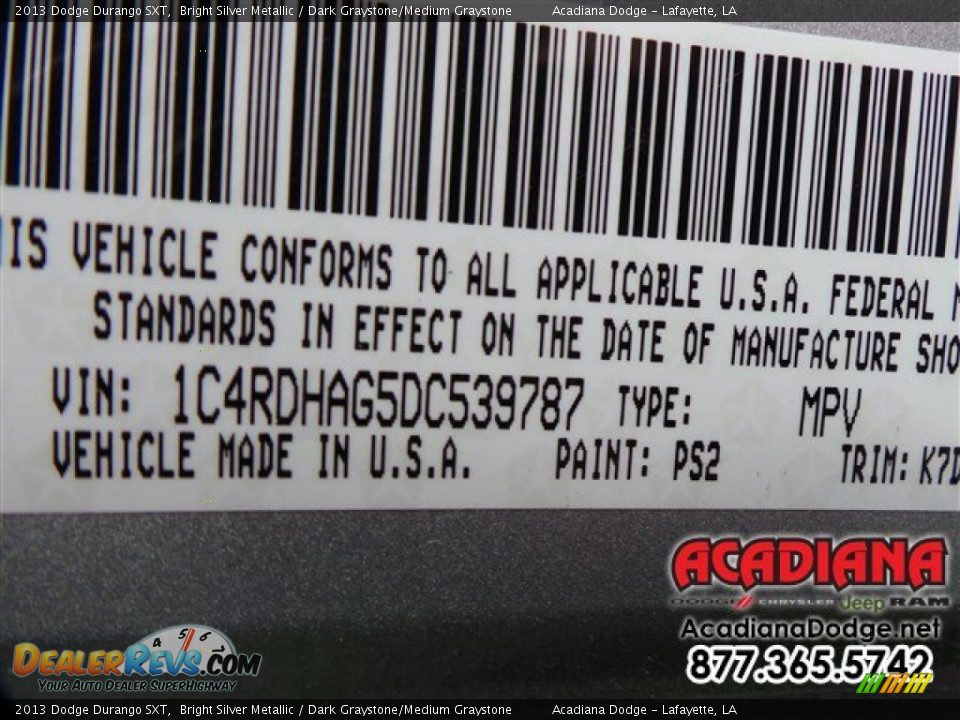 2013 Dodge Durango SXT,  Bright Silver Metallic / Dark Graystone/Medium Graystone          Acadiana Dodge - Lafayette, LA
IS VEHICLE CONFORMS TO ALL APPLICABLE U.S.A. FEDERAL
STANDARDS IN EFFECT ON THE DATE OF MANUFACTURE SHO
VIN: 1C4RDHAG5DC539787 TYPE: MPV
VEHICLE MADE IN U.S.A. PAINT: PS2 TRIM: K7D
ACADIANA
DODGE CHRYSLER Jeep RAM
AcadianaDodge.net
877.365.5742
4 5 6
DEALERREVS.COM
YOUR AUTO DEALER SUPERHIGHWAY
2013 Dodge Durango SXT,  Bright Silver Metallic / Dark Graystone/Medium Graystone          Acadiana Dodge - Lafayette, LA